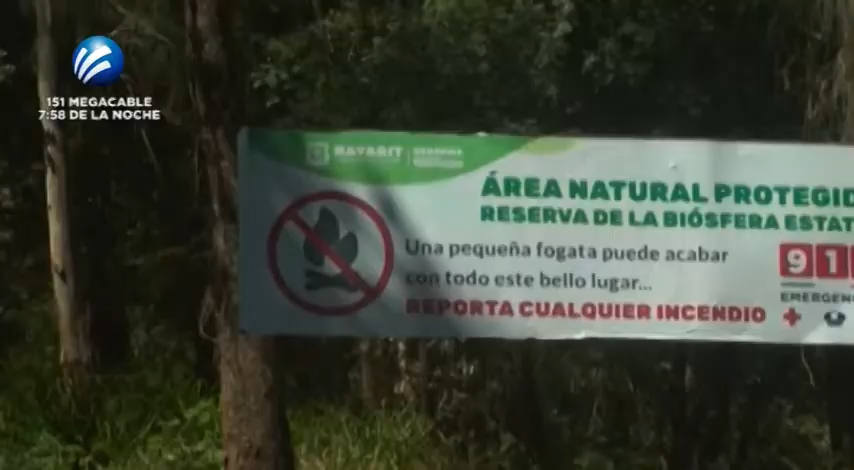 151 MEGACABLE
7:58 DE LA NOCHE
NAYARIT
ÁREA NATURAL PROTEGID
RESERVA DE LA BIÓSFERA ESTAT
Una pequeña fogata puede acabar
con todo este bello lugar...
REPORTA CUALQUIER INCENDIO
91
EMERGENC